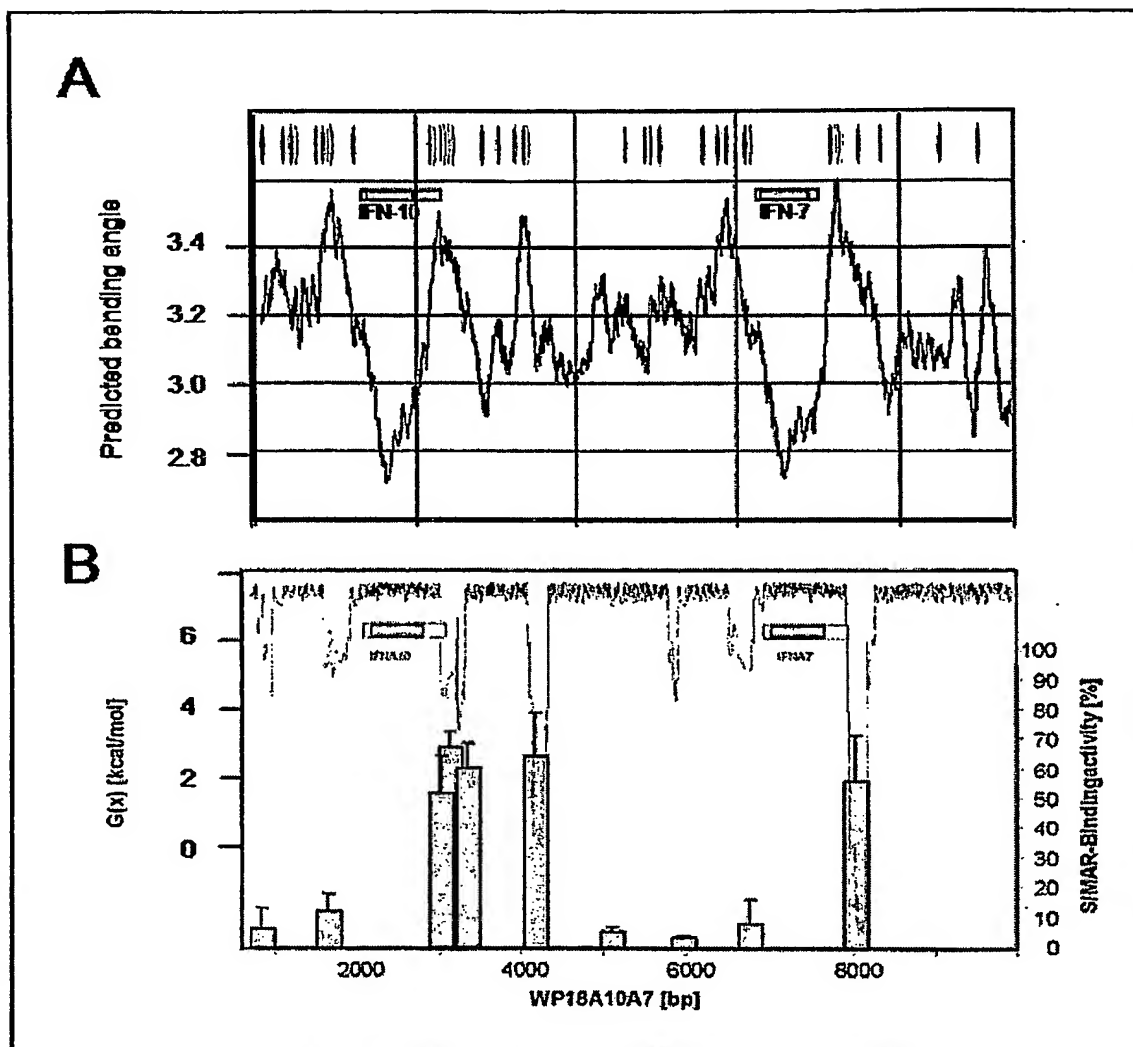 A
Predicted bending angle
3.4
3.2
3.0
2.8
IFN-10
IFN-7
B
G(x) [kcal/mol]
6
4
2
0
IFNA10
IFNA7
100
90
80
70
60
50
40
30
20
10
0
S/MAR-Bindingactivity [%]
2000 4000 6000 8000
WP18A10A7 [bp]